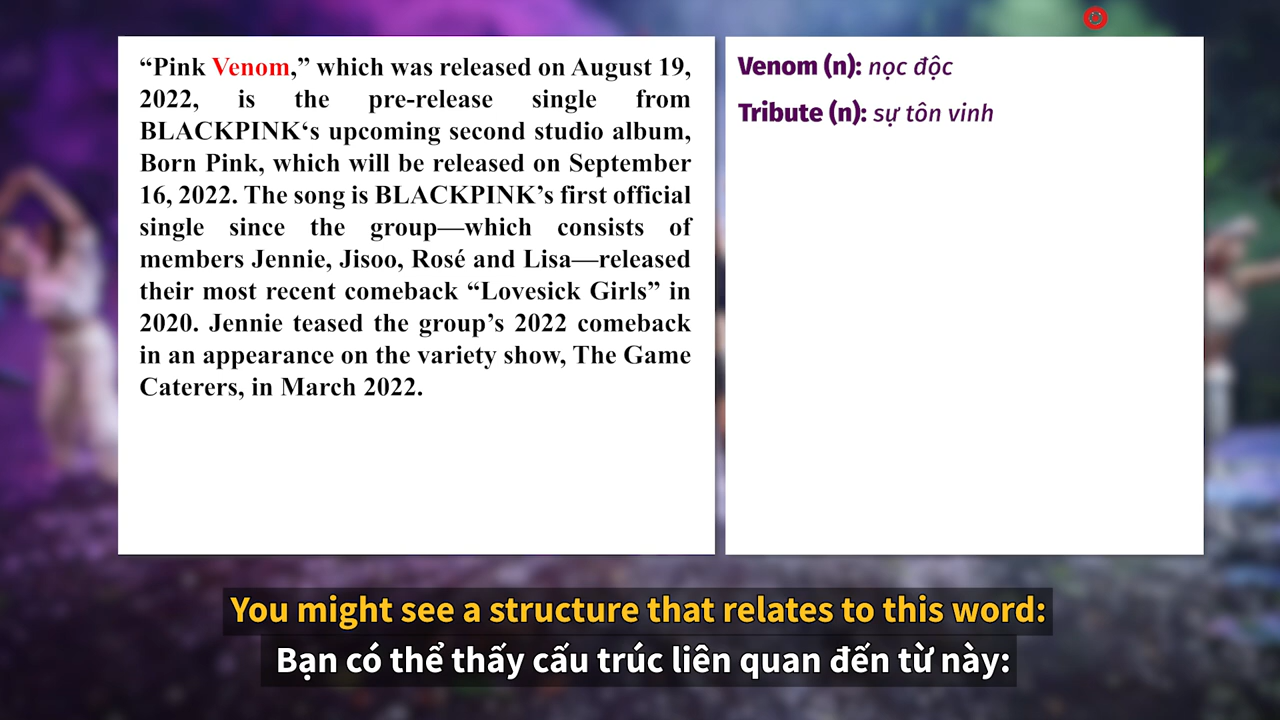 “Pink Venom,” which was released on August 19,
2022, is the pre-release single from
BLACKPINK‘s upcoming second studio album,
Born Pink, which will be released on September
16, 2022. The song is BLACKPINK’s first official
single since the group—which consists of
members Jennie, Jisoo, Rosé and Lisa—released
their most recent comeback “Lovesick Girls” in
2020. Jennie teased the group’s 2022 comeback
in an appearance on the variety show, The Game
Caterers, in March 2022.
Venom (n): nọc độc
Tribute (n): sự tôn vinh
You might see a structure that relates to this word:
Bạn có thể thấy cấu trúc liên quan đến từ này: